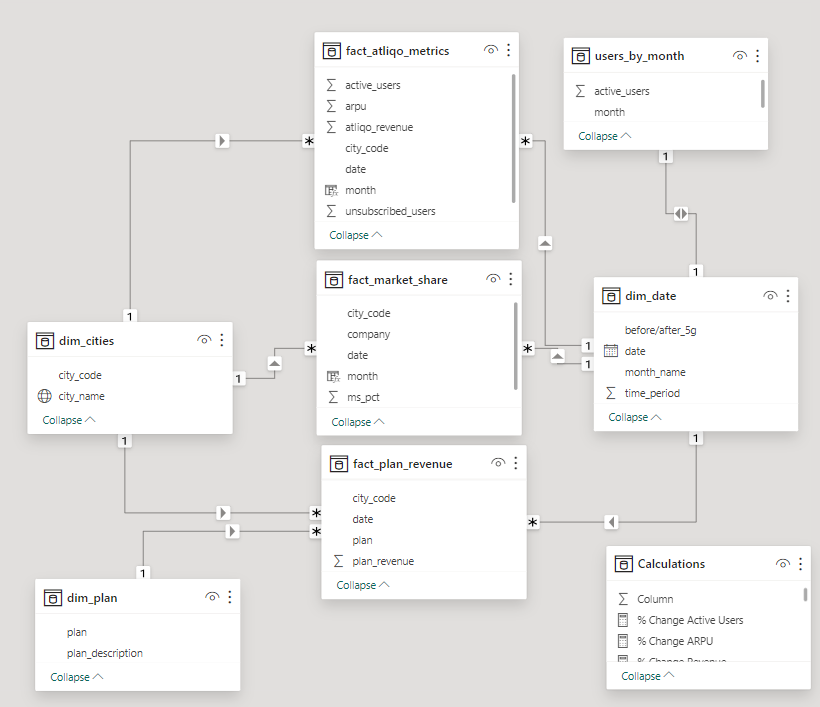 fact_atliqo_metrics
active_users
arpu
atliqo_revenue
city_code
date
month
unsubscribed_users
Collapse
users_by_month
active_users
month
Collapse
1
*
*
1
fact_market_share
city_code
company
date
month
ms_pct
Collapse
1
dim_date
before/after_5g
date
month_name
time_period
Collapse
1
dim_cities
city_code
city_name
Collapse
*
*
1
1
1
1
1
fact_plan_revenue
city_code
date
plan
plan_revenue
Collapse
*
*
*
1
dim_plan
plan
plan_description
Collapse
Calculations
Column
% Change Active Users
% Change ARPU
% Change Revenue
Collapse